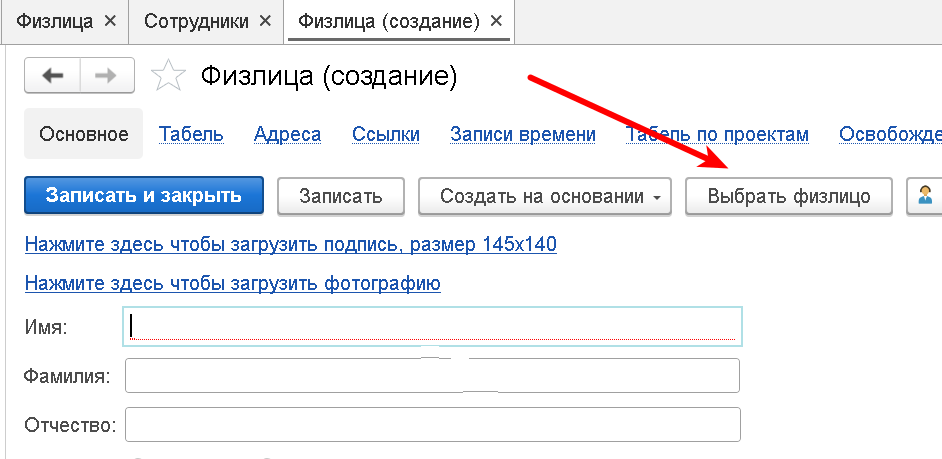 Физлица × Сотрудники × Физлица (создание) ×
Физлица (создание)
Основное Табель Адреса Ссылки Записи времени Табель по проектам Освобожде
Записать и закрыть Записать Создать на основании Выбрать физлицо
Нажмите здесь чтобы загрузить подпись, размер 145x140
Нажмите здесь чтобы загрузить фотографию
Имя:
Фамилия:
Отчество: